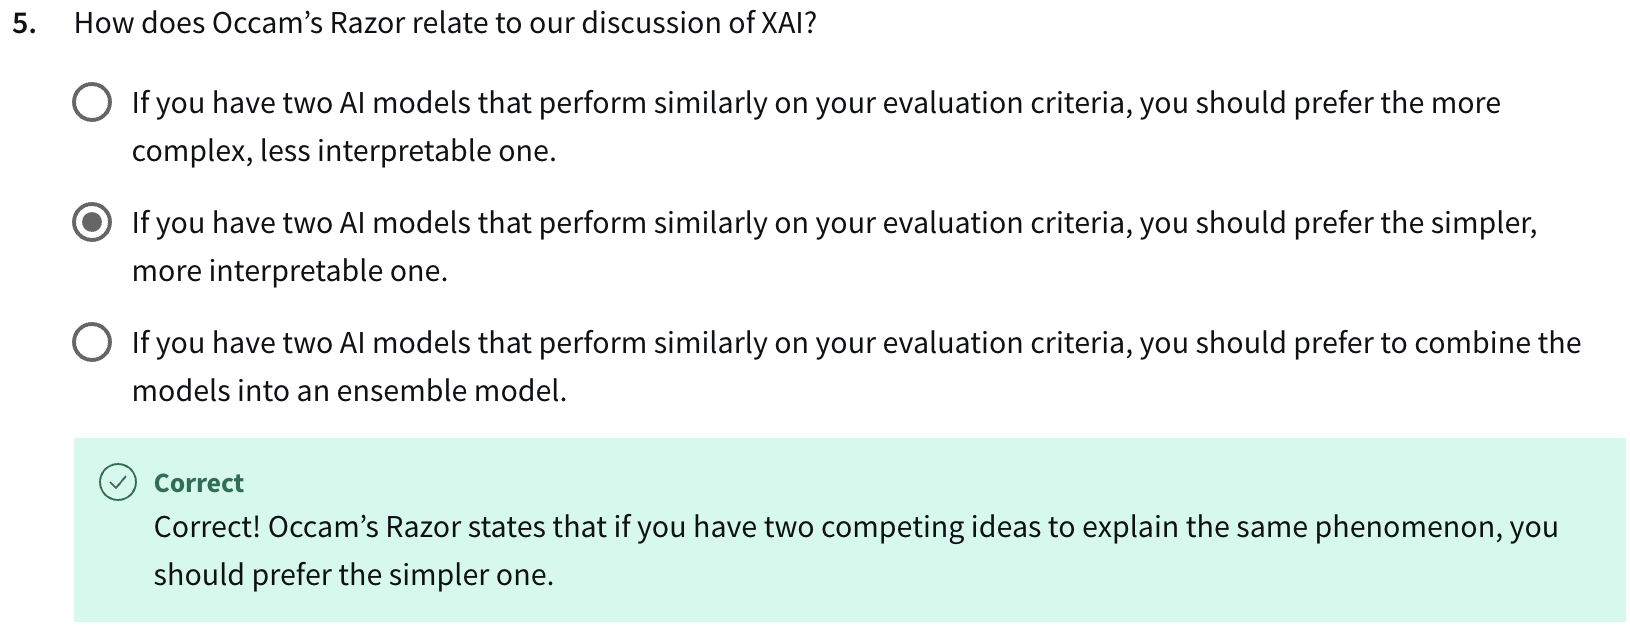 5. How does Occam’s Razor relate to our discussion of XAI?
If you have two AI models that perform similarly on your evaluation criteria, you should prefer the more
complex, less interpretable one.
If you have two AI models that perform similarly on your evaluation criteria, you should prefer the simpler,
more interpretable one.
If you have two AI models that perform similarly on your evaluation criteria, you should prefer to combine the
models into an ensemble model.
Correct
Correct! Occam’s Razor states that if you have two competing ideas to explain the same phenomenon, you
should prefer the simpler one.